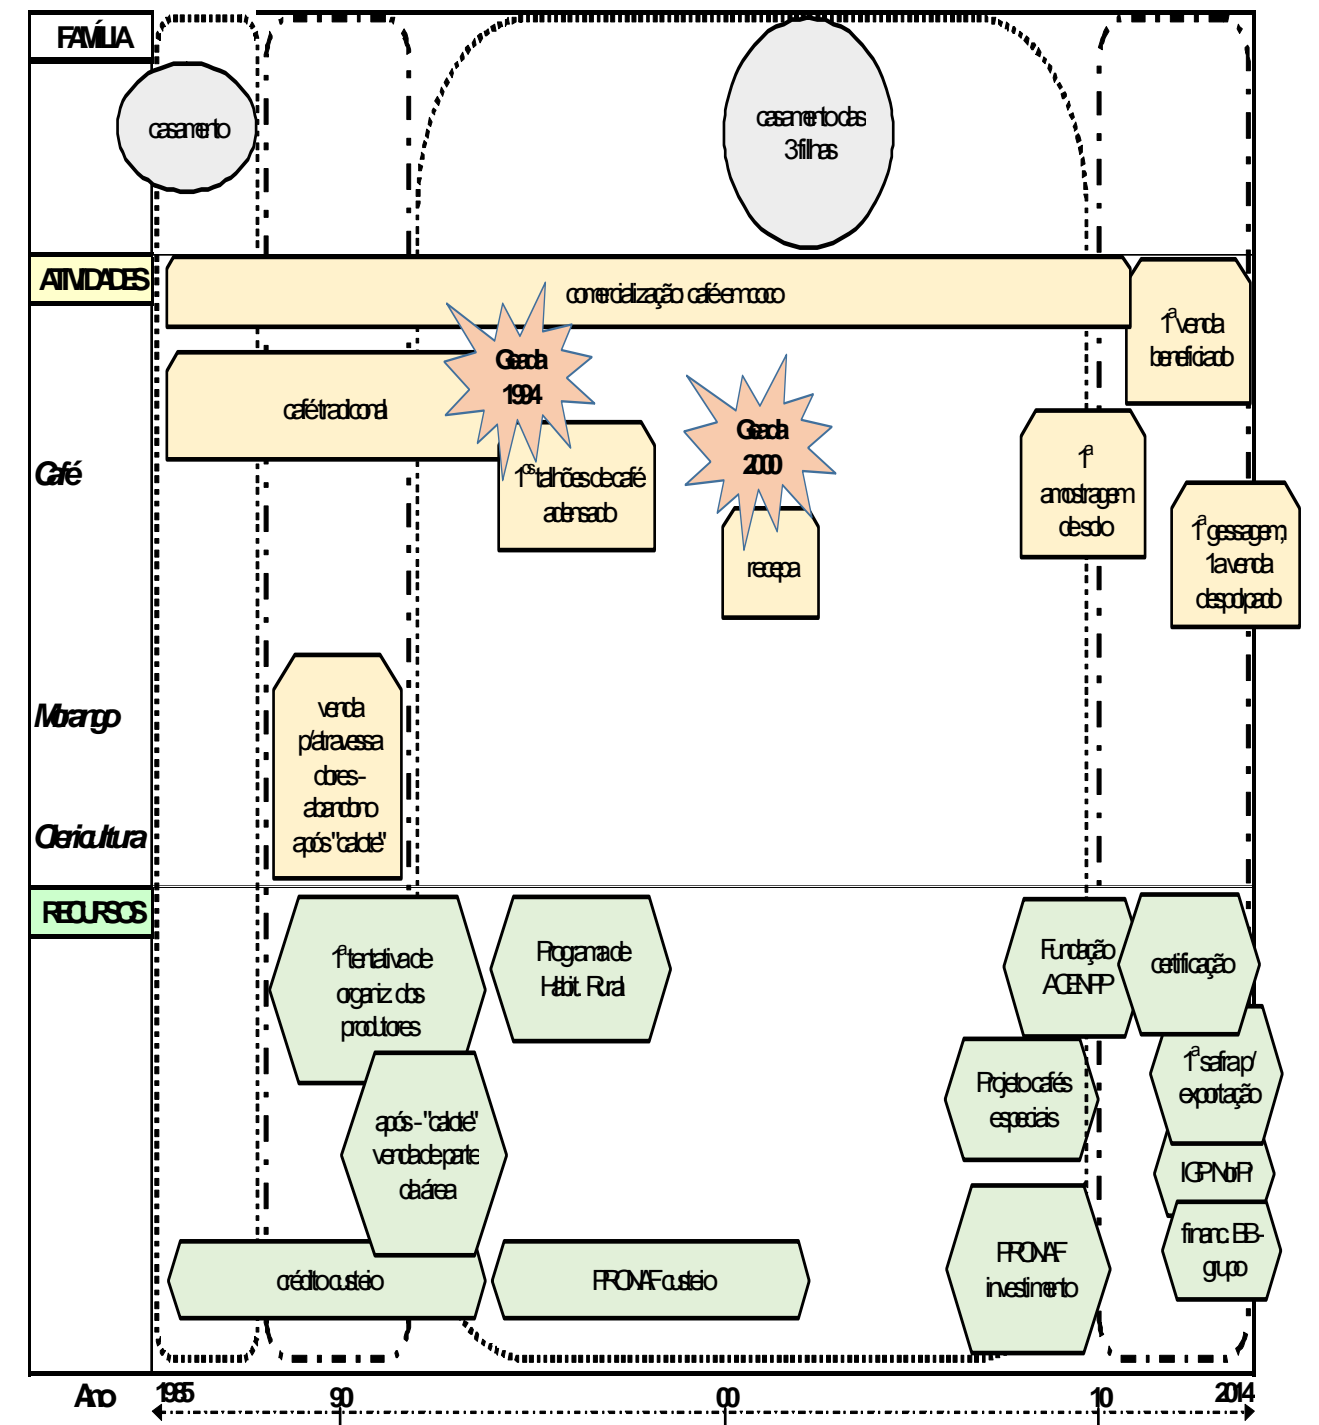 FAMÍLIA
casamento
casamento das
3 filhas
ATIVIDADES
comercialização: café em coco
1ª venda
beneficiado
Geada
1994
café tradicional
Geada
2000
1ºs talhões de café
adensado
recepa
1ª
amostragem
de solo
1ª gessagem;
1a venda
despolpado
Café
Morango
Olericultura
venda
p/ atravessa
dores -
abandono
após "calote"
RECURSOS
1ª tentativa de
organiz. dos
produtores
Programa de
Habit. Rural
Fundação
ACENPP
certificação
Projeto cafés
especiais
1ª safra p/
exportação
após - "calote"
venda de parte
da área
IGP NorPi
financ. BB -
grupo
crédito custeio
PRONAF custeio
PRONAF
investimento
Ano
1985
90
00
10
2014